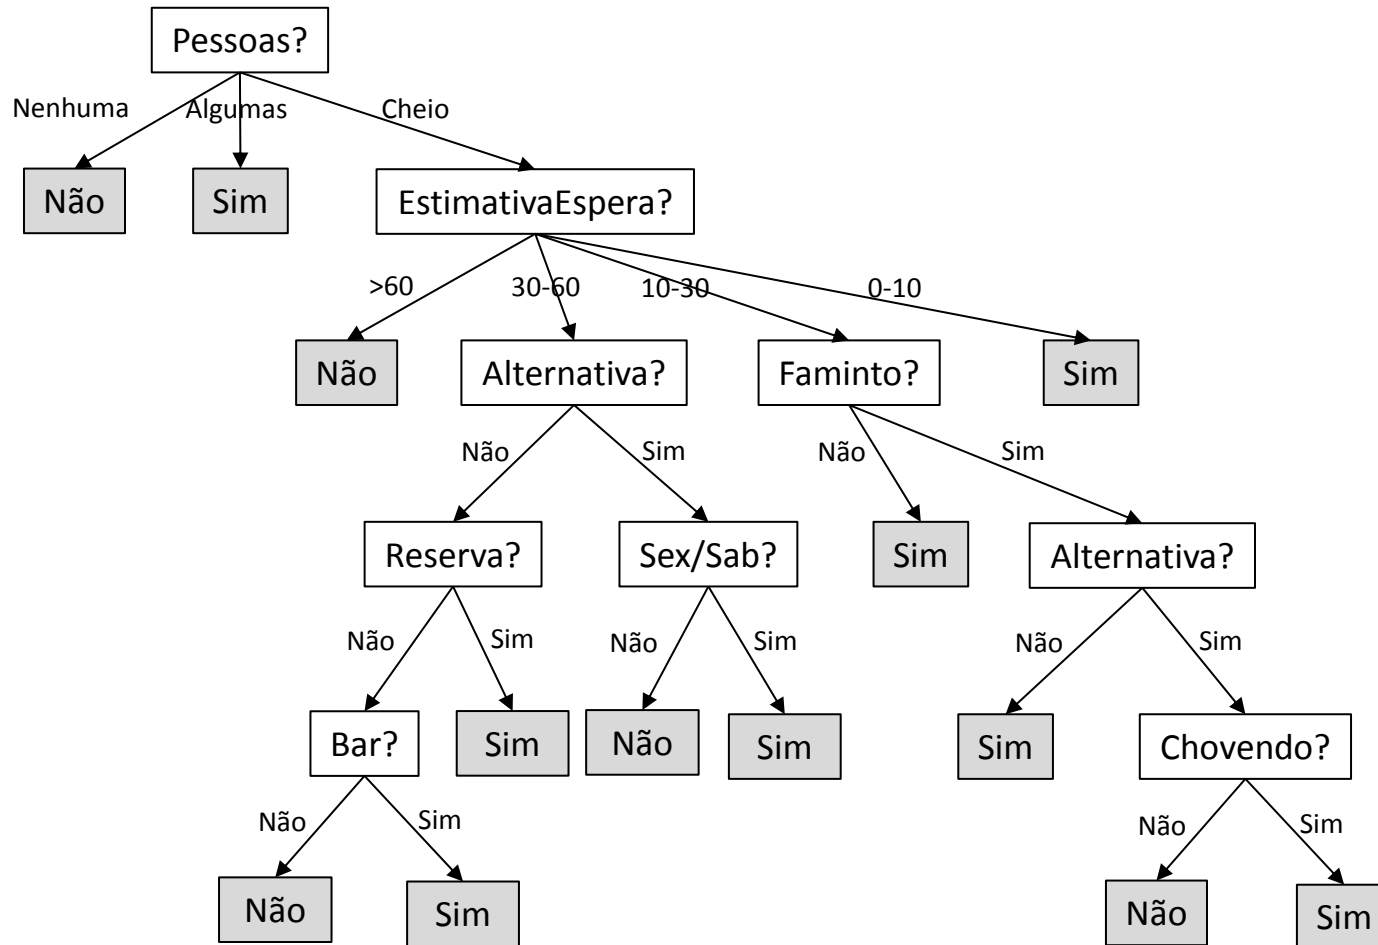 Pessoas?
Nenhuma
Algumas
Cheio
Não
Sim
EstimativaEspera?
>60
30-60
10-30
0-10
Não
Alternativa?
Faminto?
Sim
Não
Sim
Não
Sim
Reserva?
Sex/Sab?
Sim
Alternativa?
Não
Sim
Não
Sim
Não
Sim
Bar?
Sim
Não
Sim
Sim
Chovendo?
Não
Sim
Não
Sim
Não
Sim
Não
Sim